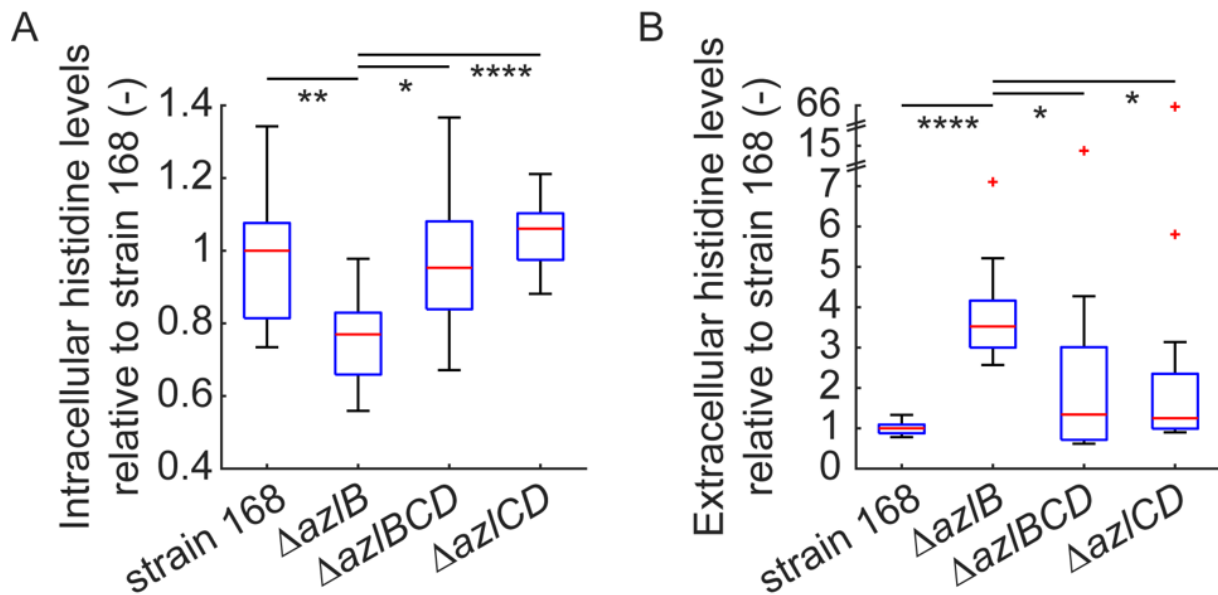 A
Intracellular histidine levels
relative to strain 168 (-)
** * ****
1.4
1.2
1
0.8
0.6
0.4
strain 168
ΔazlB
ΔazlBCD
ΔazlCD
B
Extracellular histidine levels
relative to strain 168 (-)
**** * *
66
15
7
6
5
4
3
2
1
0
strain 168
ΔazlB
ΔazlBCD
ΔazlCD